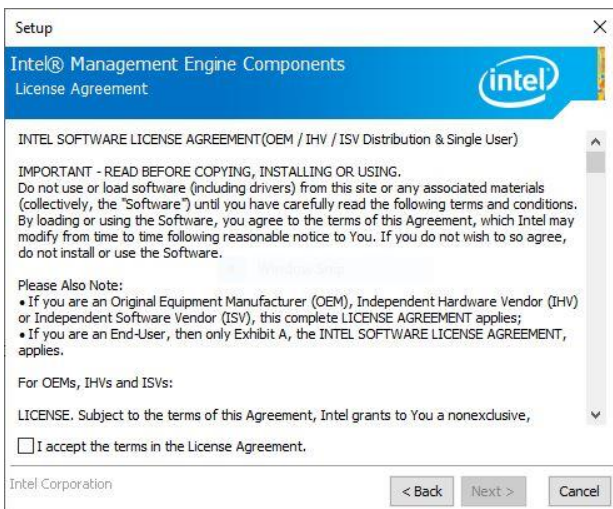 Setup
Intel® Management Engine Components
License Agreement
intel
INTEL SOFTWARE LICENSE AGREEMENT(OEM / IHV / ISV Distribution & Single User)
IMPORTANT - READ BEFORE COPYING, INSTALLING OR USING.
Do not use or load software (including drivers) from this site or any associated materials
(collectively, the "Software") until you have carefully read the following terms and conditions.
By loading or using the Software, you agree to the terms of this Agreement, which Intel may
modify from time to time following reasonable notice to You. If you do not wish to so agree,
do not install or use the Software.
Please Also Note:
• If you are an Original Equipment Manufacturer (OEM), Independent Hardware Vendor (IHV)
or Independent Software Vendor (ISV), this complete LICENSE AGREEMENT applies;
• If you are an End-User, then only Exhibit A, the INTEL SOFTWARE LICENSE AGREEMENT,
applies.
For OEMs, IHVs and ISVs:
LICENSE. Subject to the terms of this Agreement, Intel grants to You a nonexclusive,
I accept the terms in the License Agreement.
Intel Corporation
< Back Next > Cancel